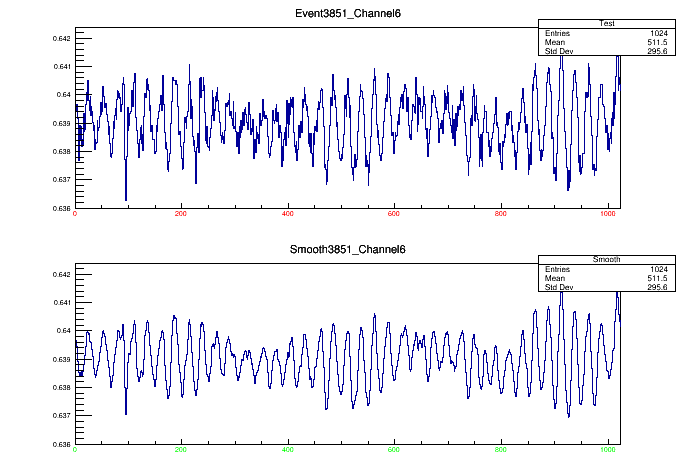 Event3851_Channel6
Test
Entries 1024
Mean 511.5
Std Dev 295.6
0.642
0.641
0.64
0.639
0.638
0.637
0.636
0 200 400 600 800 1000
Smooth3851_Channel6
Smooth
Entries 1024
Mean 511.5
Std Dev 295.6
0.642
0.641
0.64
0.639
0.638
0.637
0.636
0 200 400 600 800 1000